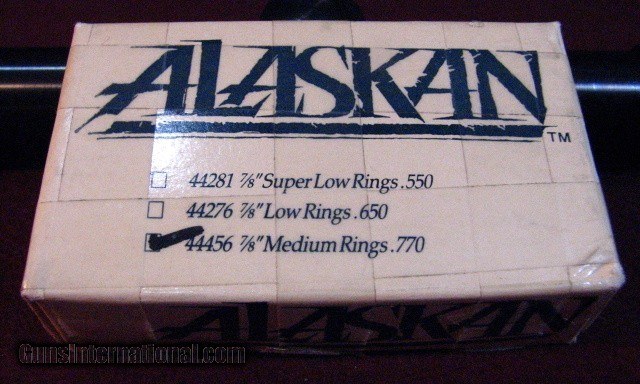 ALASKAN TM
44281 7/8" Super Low Rings .550
44276 7/8" Low Rings .650
44456 7/8" Medium Rings .770
ALASKAN
GunsInternational.com